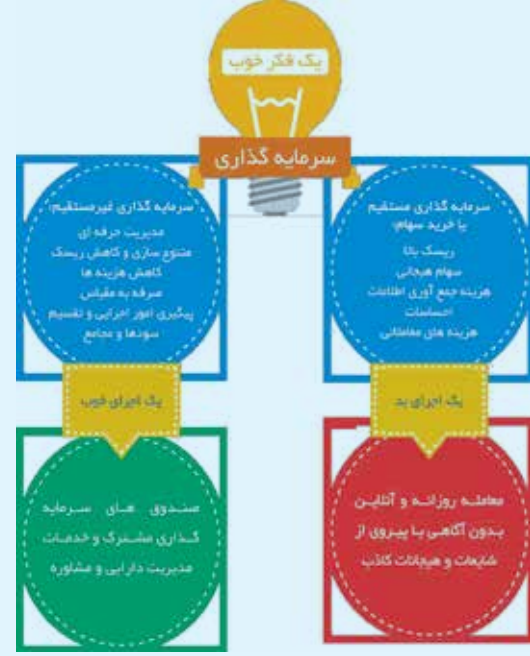 یک فکر خوب
سرمایه گذاری
سرمایه گذاری مستقیم
یا خرید سهام:
ریسک بالا
سهام هیجانی
هزینه جمع آوری اطلاعات
احساسات
هزینه های معاملاتی
یک اجرای بد
معامله روزانه و آنلاین
بدون آگاهی با پیروی از
شایعات و هیجانات کاذب
سرمایه گذاری غیرمستقیم:
مدیریت حرفه ای
متنوع سازی و کاهش ریسک
کاهش هزینه ها
صرفه به مقیاس
پیگیری امور اجرایی و تقسیم
سودها و مجامع
یک اجرای خوب
صندوق های سرمایه
گذاری مشترک و خدمات
مدیریت دارایی و مشاوره